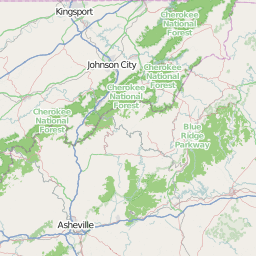 Kingsport
Cherokee
National
Forest
Johnson City
Cherokee
National
Forest
Cherokee
National
Forest
Cherokee
National
Forest
Blue
Ridge
Parkway
Asheville